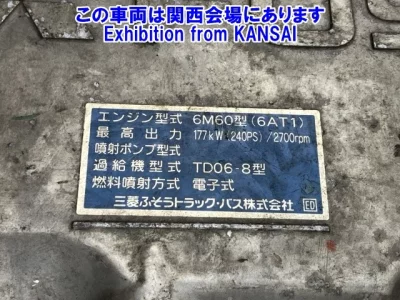 この車両は関西会場にあります
Exhibition from KANSAI
エンジン型式 6M60型(6AT1)
最高出力 177kW(240PS)/2700rpm
噴射ポンプ型式
過給機型式 TD06-8型
燃料噴射方式 電子式
三菱ふそうトラック・バス株式会社 ED